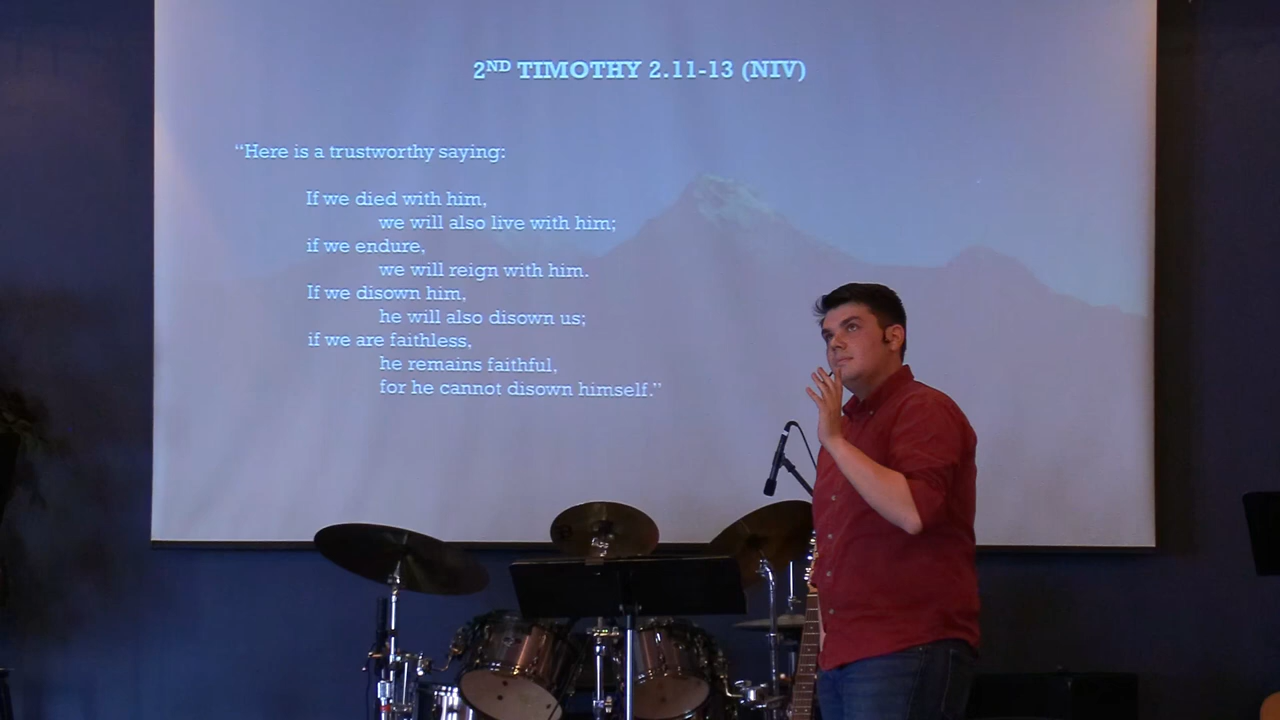 2ND TIMOTHY 2.11-13 (NIV)
“Here is a trustworthy saying:
If we died with him,
we will also live with him;
if we endure,
we will reign with him.
If we disown him,
he will also disown us;
if we are faithless,
he remains faithful,
for he cannot disown himself.”